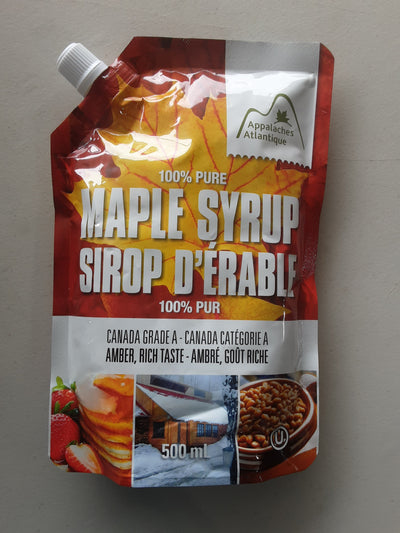 Appalaches
Atlantique
100% PURE
MAPLE SYRUP
SIROP D'ÉRABLE
100% PUR
CANADA GRADE A - CANADA CATÉGORIE A
AMBER, RICH TASTE - AMBRÉ, GOÛT RICHE
500 mL
U